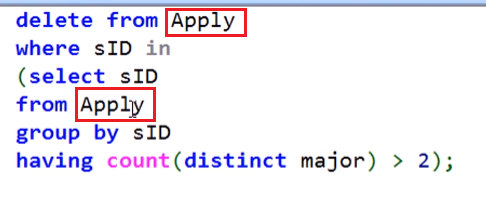 delete from Apply
where sID in
(select sID
from Apply
group by sID
having count(distinct major) > 2);